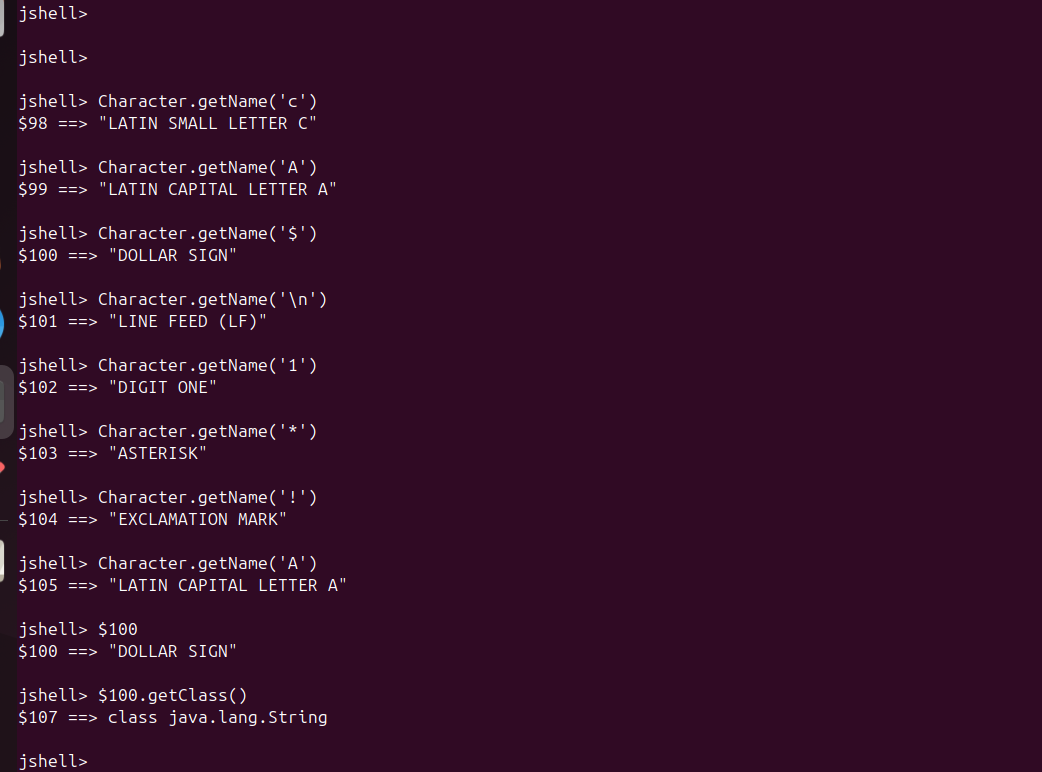 jshell>
jshell>
jshell> Character.getName('c')
$98 ==> "LATIN SMALL LETTER C"
jshell> Character.getName('A')
$99 ==> "LATIN CAPITAL LETTER A"
jshell> Character.getName('$')
$100 ==> "DOLLAR SIGN"
jshell> Character.getName('\n')
$101 ==> "LINE FEED (LF)"
jshell> Character.getName('1')
$102 ==> "DIGIT ONE"
jshell> Character.getName('*')
$103 ==> "ASTERISK"
jshell> Character.getName('!')
$104 ==> "EXCLAMATION MARK"
jshell> Character.getName('A')
$105 ==> "LATIN CAPITAL LETTER A"
jshell> $100
$100 ==> "DOLLAR SIGN"
jshell> $100.getClass()
$107 ==> class java.lang.String
jshell>